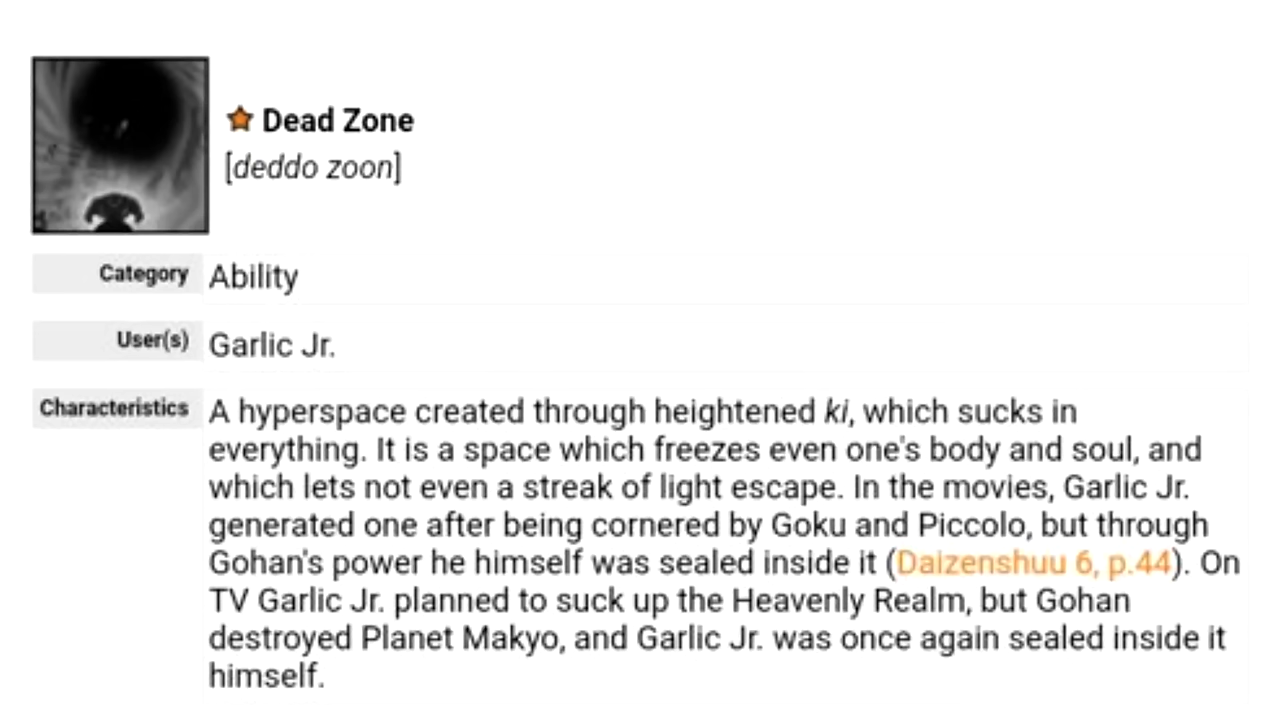 Dead Zone
[deddo zoon]
Category Ability
User(s) Garlic Jr.
Characteristics A hyperspace created through heightened ki, which sucks in
everything. It is a space which freezes even one's body and soul, and
which lets not even a streak of light escape. In the movies, Garlic Jr.
generated one after being cornered by Goku and Piccolo, but through
Gohan's power he himself was sealed inside it (Daizenshuu 6, p.44). On
TV Garlic Jr. planned to suck up the Heavenly Realm, but Gohan
destroyed Planet Makyo, and Garlic Jr. was once again sealed inside it
himself.